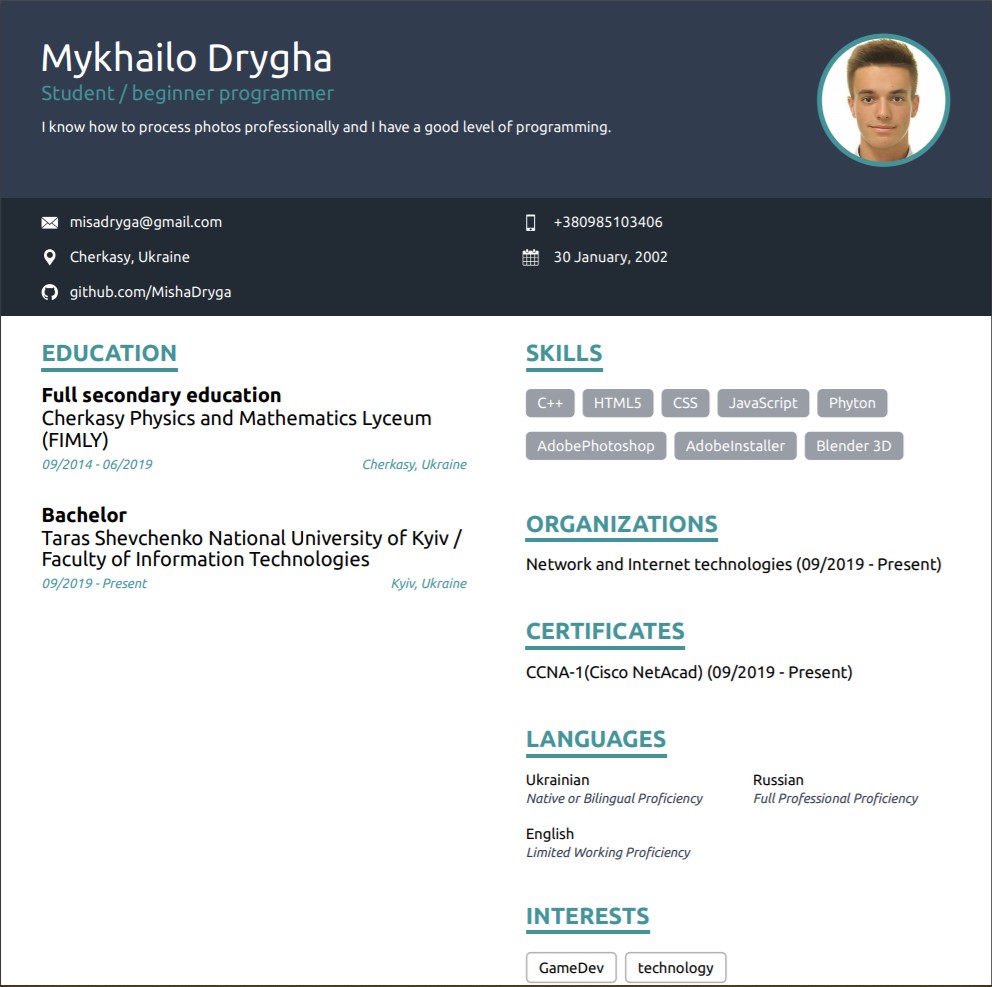 Mykhailo Drygha
Student / beginner programmer
I know how to process photos professionally and I have a good level of programming.
misadryga@gmail.com
+380985103406
Cherkasy, Ukraine
30 January, 2002
github.com/MishaDryga
EDUCATION
Full secondary education
Cherkasy Physics and Mathematics Lyceum
(FIMLY)
09/2014 - 06/2019
Cherkasy, Ukraine
Bachelor
Taras Shevchenko National University of Kyiv /
Faculty of Information Technologies
09/2019 - Present
Kyiv, Ukraine
SKILLS
C++ HTML5 CSS JavaScript Phyton
AdobePhotoshop AdobeInstaller Blender 3D
ORGANIZATIONS
Network and Internet technologies (09/2019 - Present)
CERTIFICATES
CCNA-1(Cisco NetAcad) (09/2019 - Present)
LANGUAGES
Ukrainian
Native or Bilingual Proficiency
Russian
Full Professional Proficiency
English
Limited Working Proficiency
INTERESTS
GameDev technology